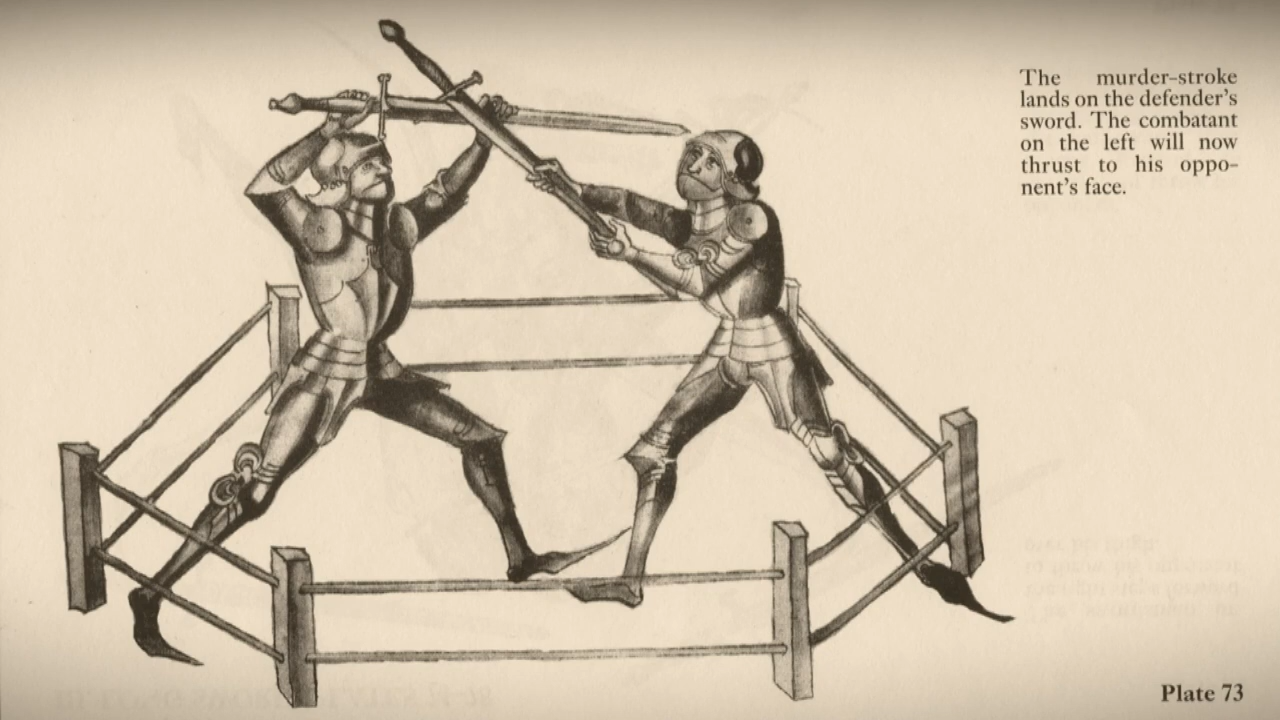 The murder-stroke
lands on the defender's
sword. The combatant
on the left will now
thrust to his oppo-
nent's face.
Plate 73